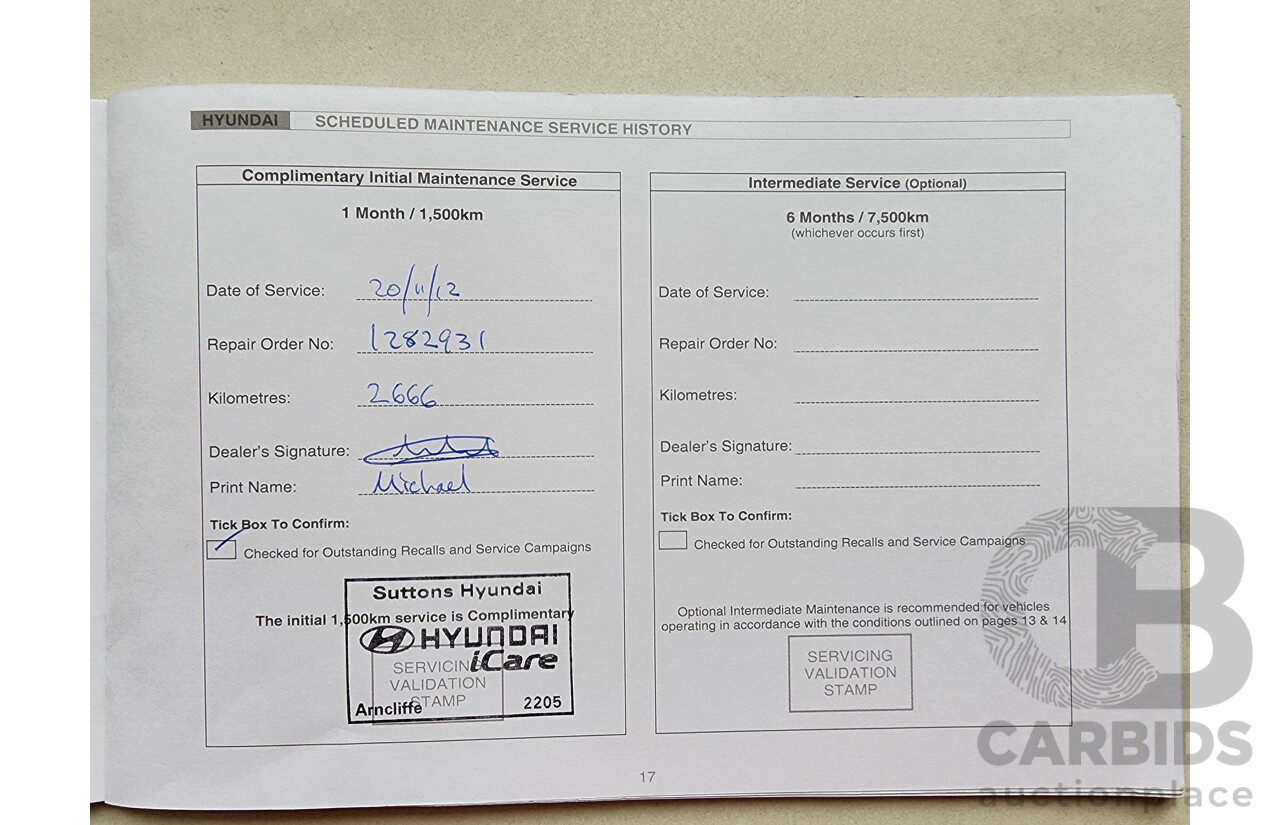 HYUNDAI SCHEDULED MAINTENANCE SERVICE HISTORY
Complimentary Initial Maintenance Service
1 Month / 1,500km
Date of Service: 20/11/12
Repair Order No: 1282931
Kilometres: 2666
Dealer's Signature:
Print Name: Michael
Tick Box To Confirm:
Checked for Outstanding Recalls and Service Campaigns
The initial 1,500km service is Complimentary
Suttons Hyundai
HYUNDAI
iCare
Arncliffe 2205
SERVICING
VALIDATION
STAMP
Intermediate Service (Optional)
6 Months / 7,500km
(whichever occurs first)
Date of Service:
Repair Order No:
Kilometres:
Dealer's Signature:
Print Name:
Tick Box To Confirm:
Checked for Outstanding Recalls and Service Campaigns
Optional Intermediate Maintenance is recommended for vehicles
operating in accordance with the conditions outlined on pages 13 & 14
SERVICING
VALIDATION
STAMP
17
CB
CARBIDS
auctionplace